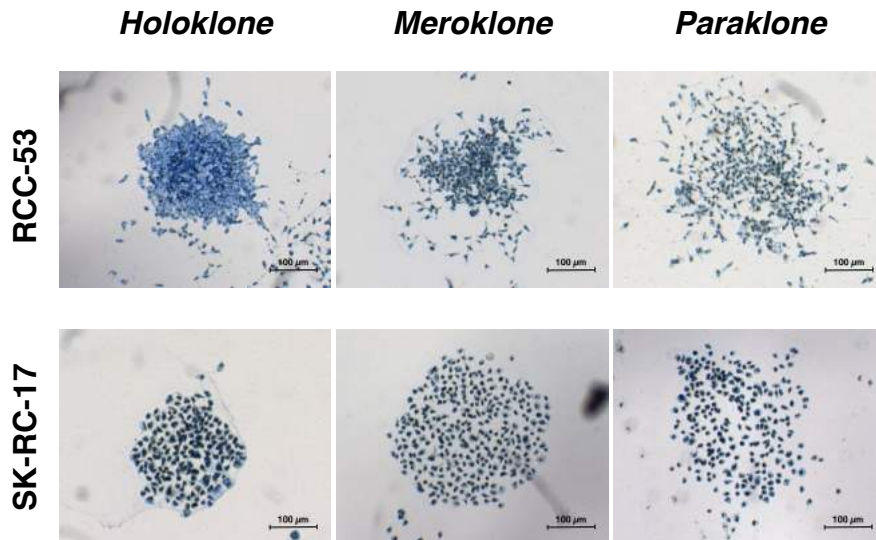 Holoklone Meroklone Paraklone
RCC-53
100 µm 100 µm 100 µm
SK-RC-17
100 µm 100 µm 100 µm